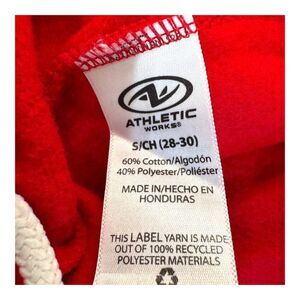 ATHLETIC
WORKS®
S/CH (28-30)
60% Cotton/Algodón
40% Polyester/Poliéster
MADE IN/HECHO EN
HONDURAS
THIS LABEL YARN IS MADE
OUT OF 100% RECYCLED
POLYESTER MATERIALS